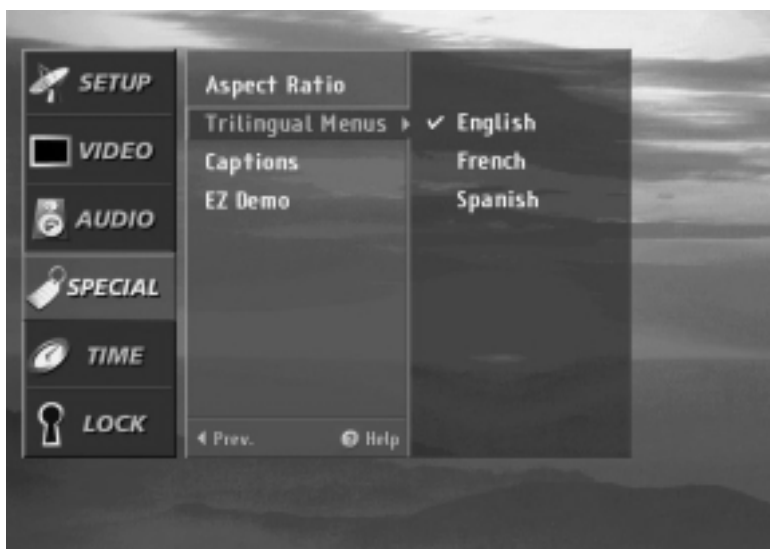 SETUP
VIDEO
AUDIO
SPECIAL
TIME
LOCK
Aspect Ratio
Trilingual Menus
Captions
EZ Demo
Prev.
Help
✓ English
French
Spanish